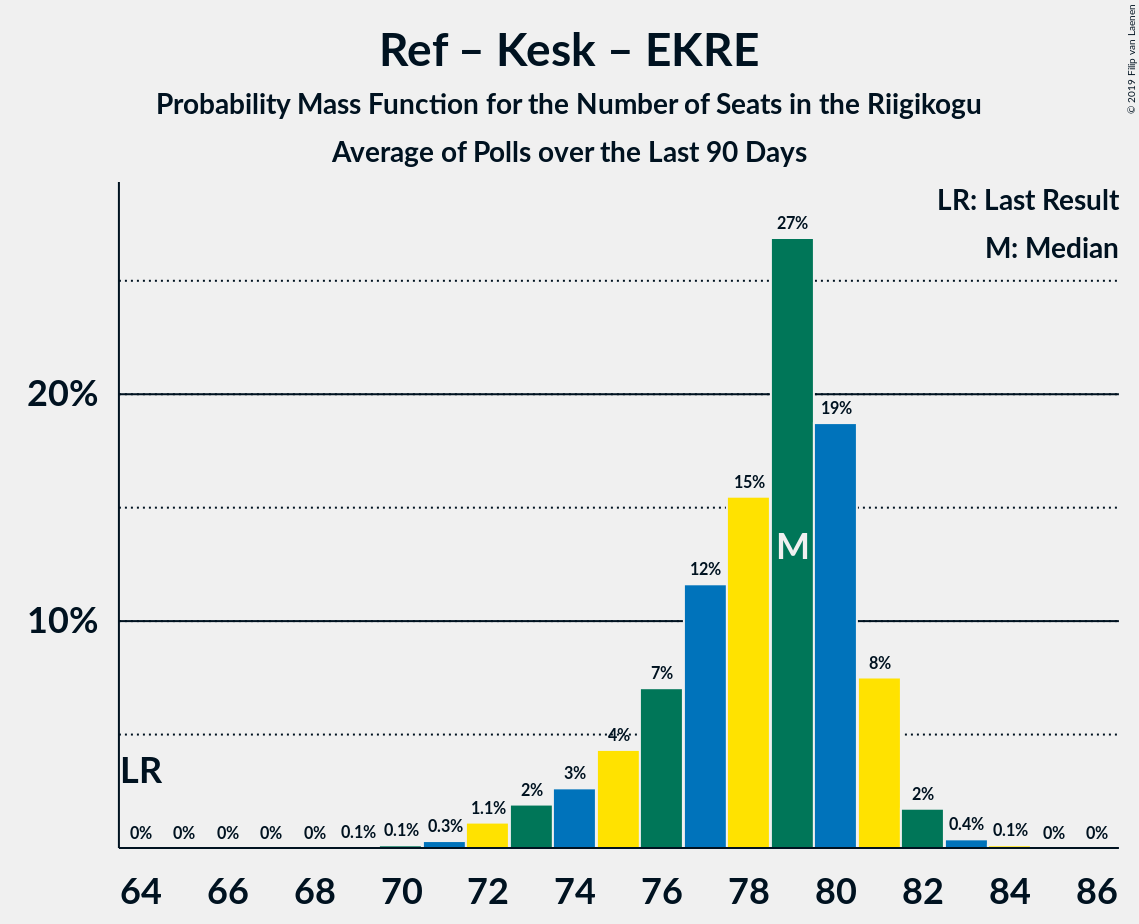 Ref – Kesk – EKRE
Probability Mass Function for the Number of Seats in the Riigikogu
Average of Polls over the Last 90 Days
© 2019 Filip van Laenen
LR: Last Result
M: Median
27%
20%
19%
15%
M
12%
10%
8%
7%
4%
LR
3%
2%
2%
1.1%
0% 0% 0% 0% 0% 0.1% 0.1% 0.3% 0.4% 0.1% 0% 0%
64 66 68 70 72 74 76 78 80 82 84 86